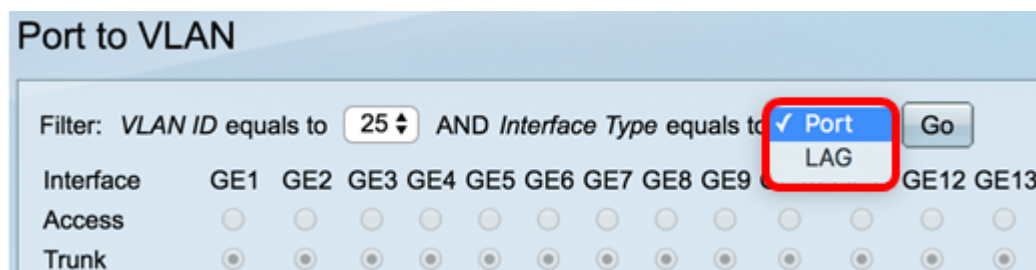 Port to VLAN
Filter: VLAN ID equals to 25 AND Interface Type equals to ✓ Port Go
LAG
Interface GE1 GE2 GE3 GE4 GE5 GE6 GE7 GE8 GE9 GE12 GE13
Access
Trunk